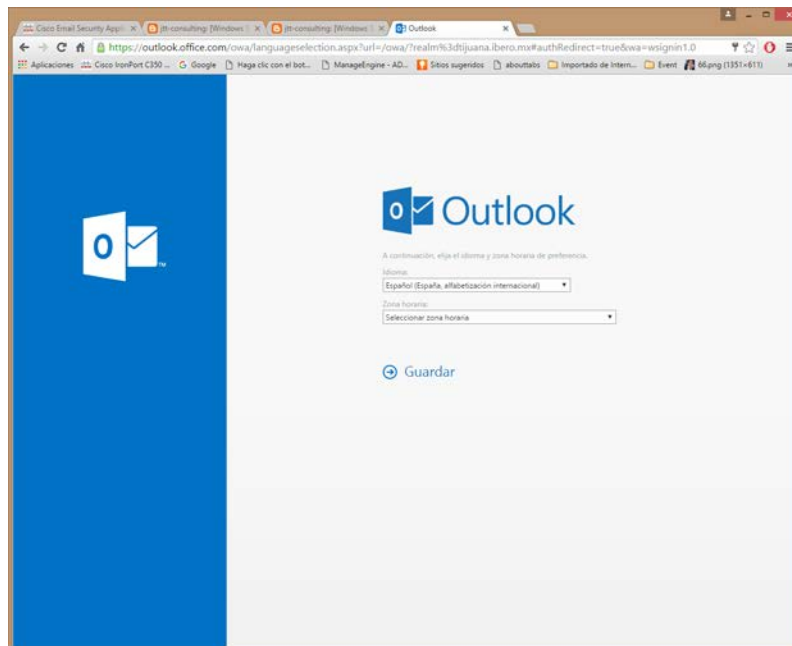 Cisco Email Security Appli
jtt-consulting: [Windows
jtt-consulting: [Windows
Outlook
https://outlook.office.com/owa/languageselection.aspx?url=/owa/?realm%3dtijuana.ibero.mx#authRedirect=true&wa=wsignin1.0
Aplicaciones
Cisco IronPort C350 ...
Google
Haga clic con el bot...
ManageEngine - AD...
Sitios sugeridos
abouttabs
Importado de Intern...
Event
66.png (1351×611)
Outlook
A continuación, elija el idioma y zona horaria de preferencia.
Idioma:
Español (España, alfabetización internacional)
Zona horaria:
Seleccionar zona horaria
Guardar